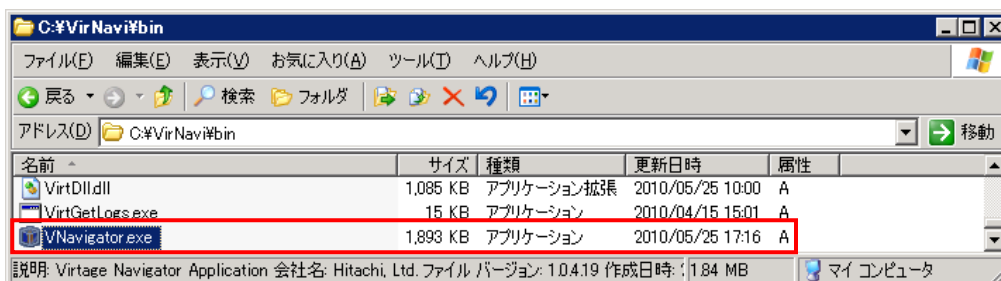 C:¥VirNavi¥bin
ファイル(F) 編集(E) 表示(V) お気に入り(A) ツール(T) ヘルプ(H)
戻る 検索 フォルダ
アドレス(D) C:¥VirNavi¥bin 移動
名前 サイズ 種類 更新日時 属性
VirtDll.dll 1,085 KB アプリケーション拡張 2010/05/25 10:00 A
VirtGetLogs.exe 15 KB アプリケーション 2010/04/15 15:01 A
VNavigator.exe 1,893 KB アプリケーション 2010/05/25 17:16 A
説明: Virtage Navigator Application 会社名: Hitachi, Ltd. ファイル バージョン: 1.0.4.19 作成日時: 1.84 MB マイ コンピュータ